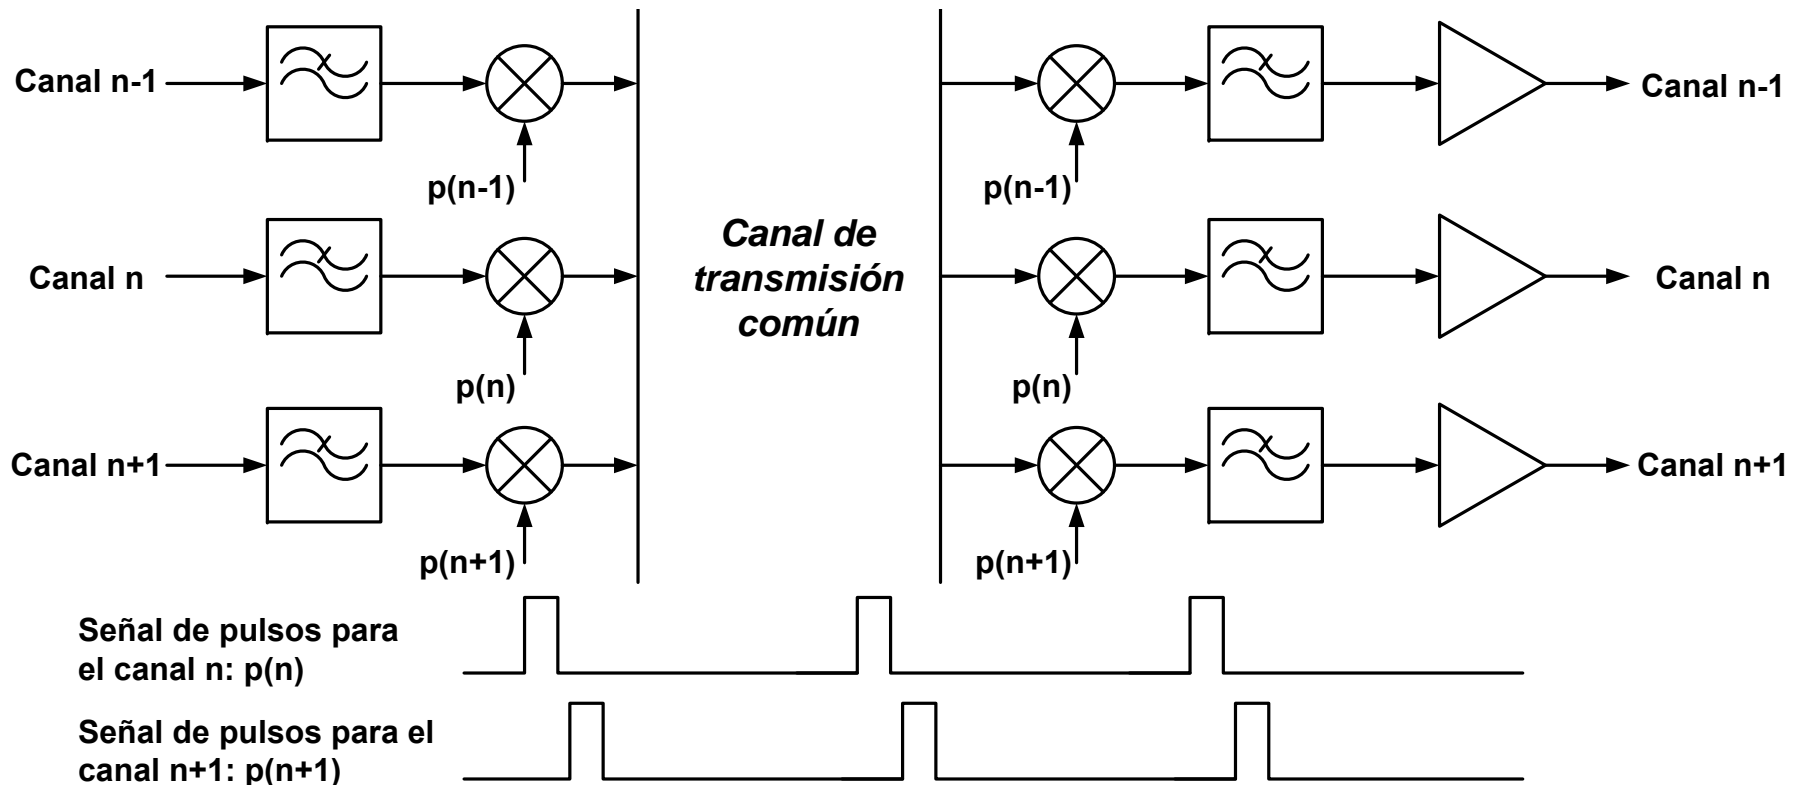 Canal n-1
p(n-1)
p(n-1)
Canal n-1
Canal n
p(n)
Canal de
transmisión
común
p(n)
Canal n
Canal n+1
p(n+1)
p(n+1)
Canal n+1
Señal de pulsos para
el canal n: p(n)
Señal de pulsos para el
canal n+1: p(n+1)